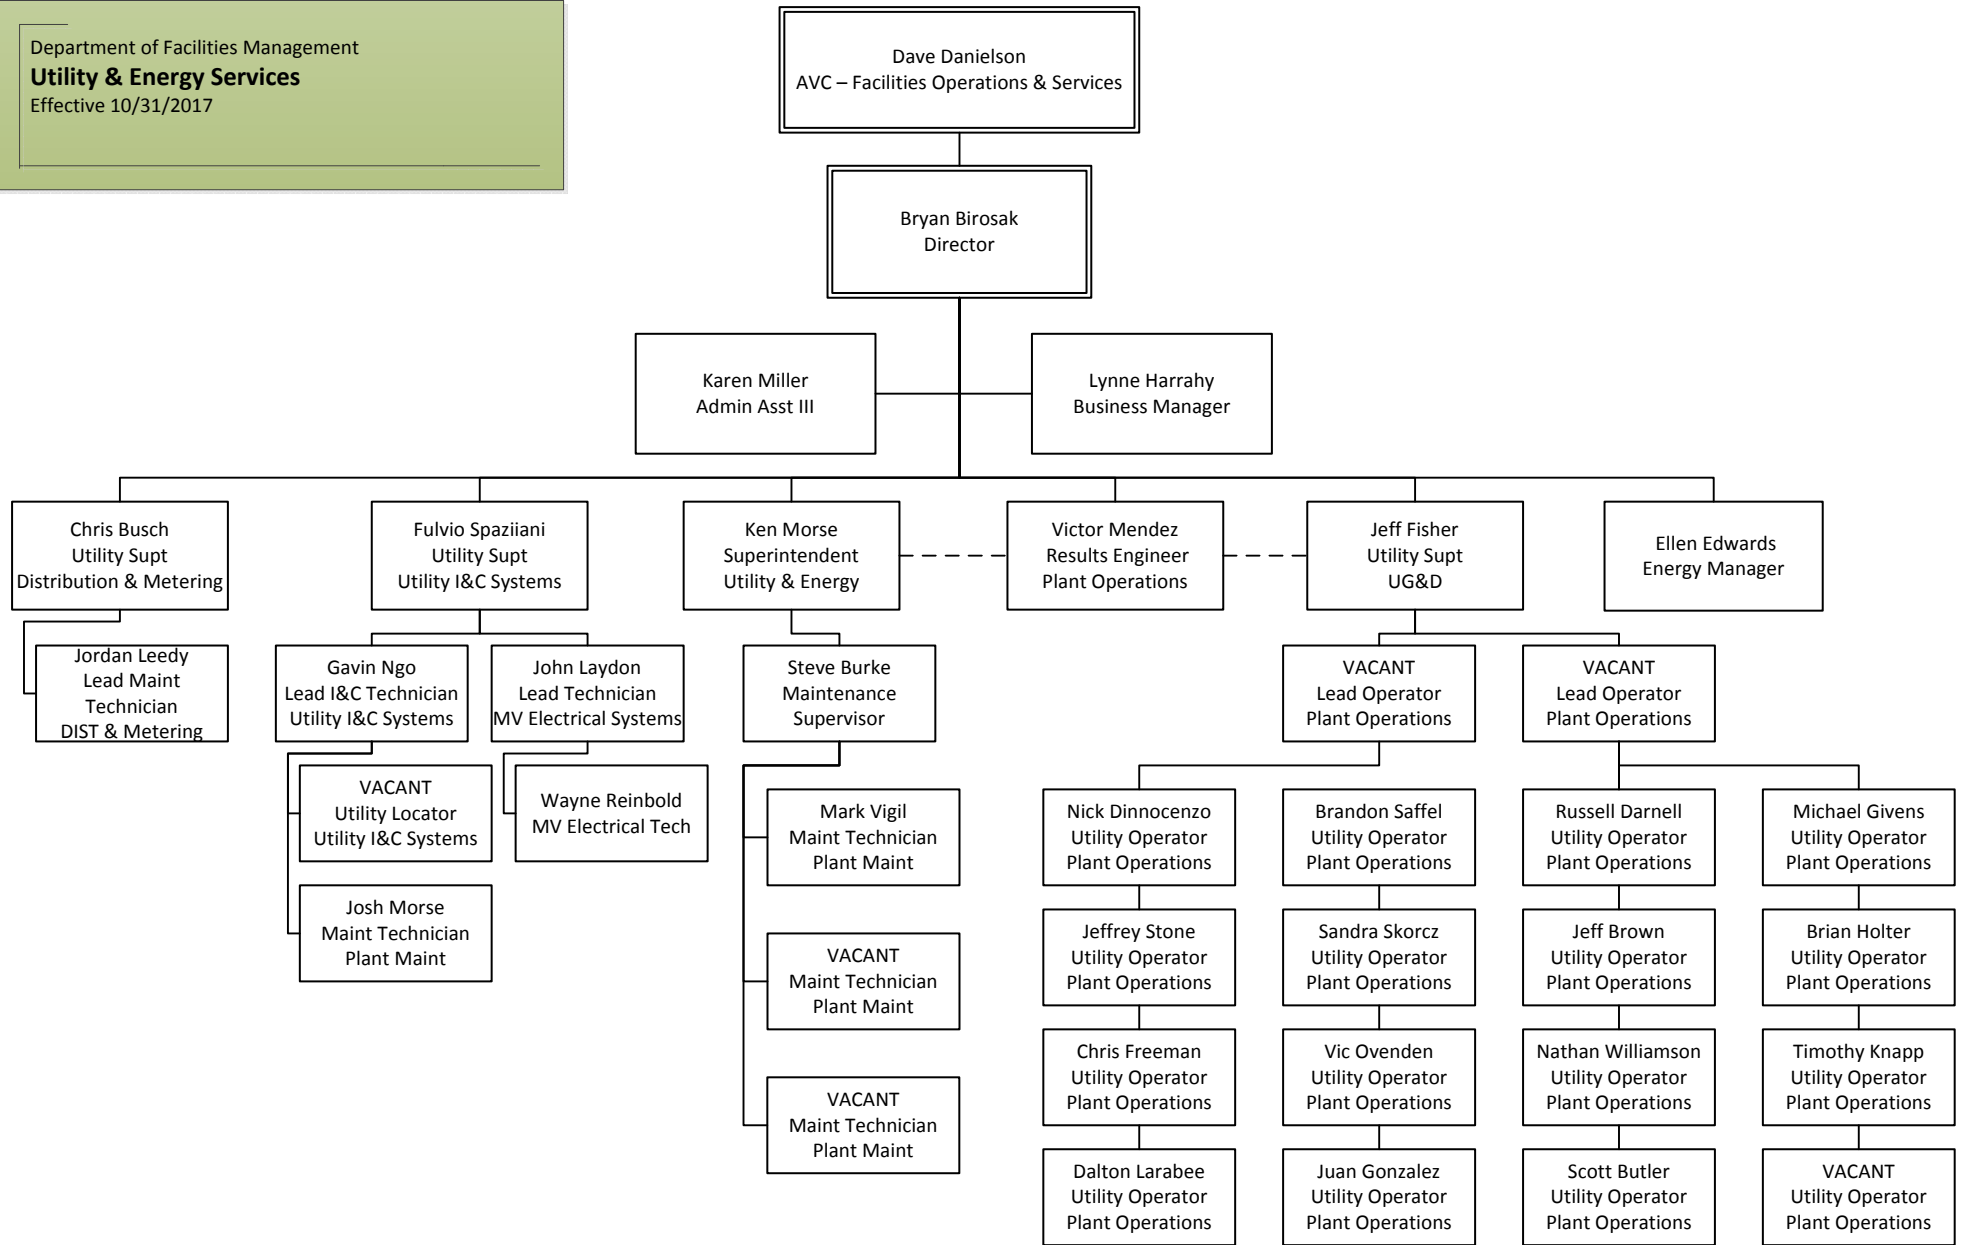 Department of Facilities Management
Utility & Energy Services
Effective 10/31/2017
Dave Danielson
AVC – Facilities Operations & Services
Bryan Birosak
Director
Karen Miller
Admin Asst III
Lynne Harrahy
Business Manager
Chris Busch
Utility Supt
Distribution & Metering
Fulvio Spaziiani
Utility Supt
Utility I&C Systems
Ken Morse
Superintendent
Utility & Energy
Victor Mendez
Results Engineer
Plant Operations
Jeff Fisher
Utility Supt
UG&D
Ellen Edwards
Energy Manager
Jordan Leedy
Lead Maint
Technician
DIST & Metering
Gavin Ngo
Lead I&C Technician
Utility I&C Systems
John Laydon
Lead Technician
MV Electrical Systems
Steve Burke
Maintenance
Supervisor
VACANT
Lead Operator
Plant Operations
VACANT
Lead Operator
Plant Operations
VACANT
Utility Locator
Utility I&C Systems
Wayne Reinbold
MV Electrical Tech
Josh Morse
Maint Technician
Plant Maint
Mark Vigil
Maint Technician
Plant Maint
VACANT
Maint Technician
Plant Maint
VACANT
Maint Technician
Plant Maint
Nick Dinnocenzo
Utility Operator
Plant Operations
Brandon Saffel
Utility Operator
Plant Operations
Russell Darnell
Utility Operator
Plant Operations
Michael Givens
Utility Operator
Plant Operations
Jeffrey Stone
Utility Operator
Plant Operations
Sandra Skorcz
Utility Operator
Plant Operations
Jeff Brown
Utility Operator
Plant Operations
Brian Holter
Utility Operator
Plant Operations
Chris Freeman
Utility Operator
Plant Operations
Vic Ovenden
Utility Operator
Plant Operations
Nathan Williamson
Utility Operator
Plant Operations
Timothy Knapp
Utility Operator
Plant Operations
Dalton Larabee
Utility Operator
Plant Operations
Juan Gonzalez
Utility Operator
Plant Operations
Scott Butler
Utility Operator
Plant Operations
VACANT
Utility Operator
Plant Operations